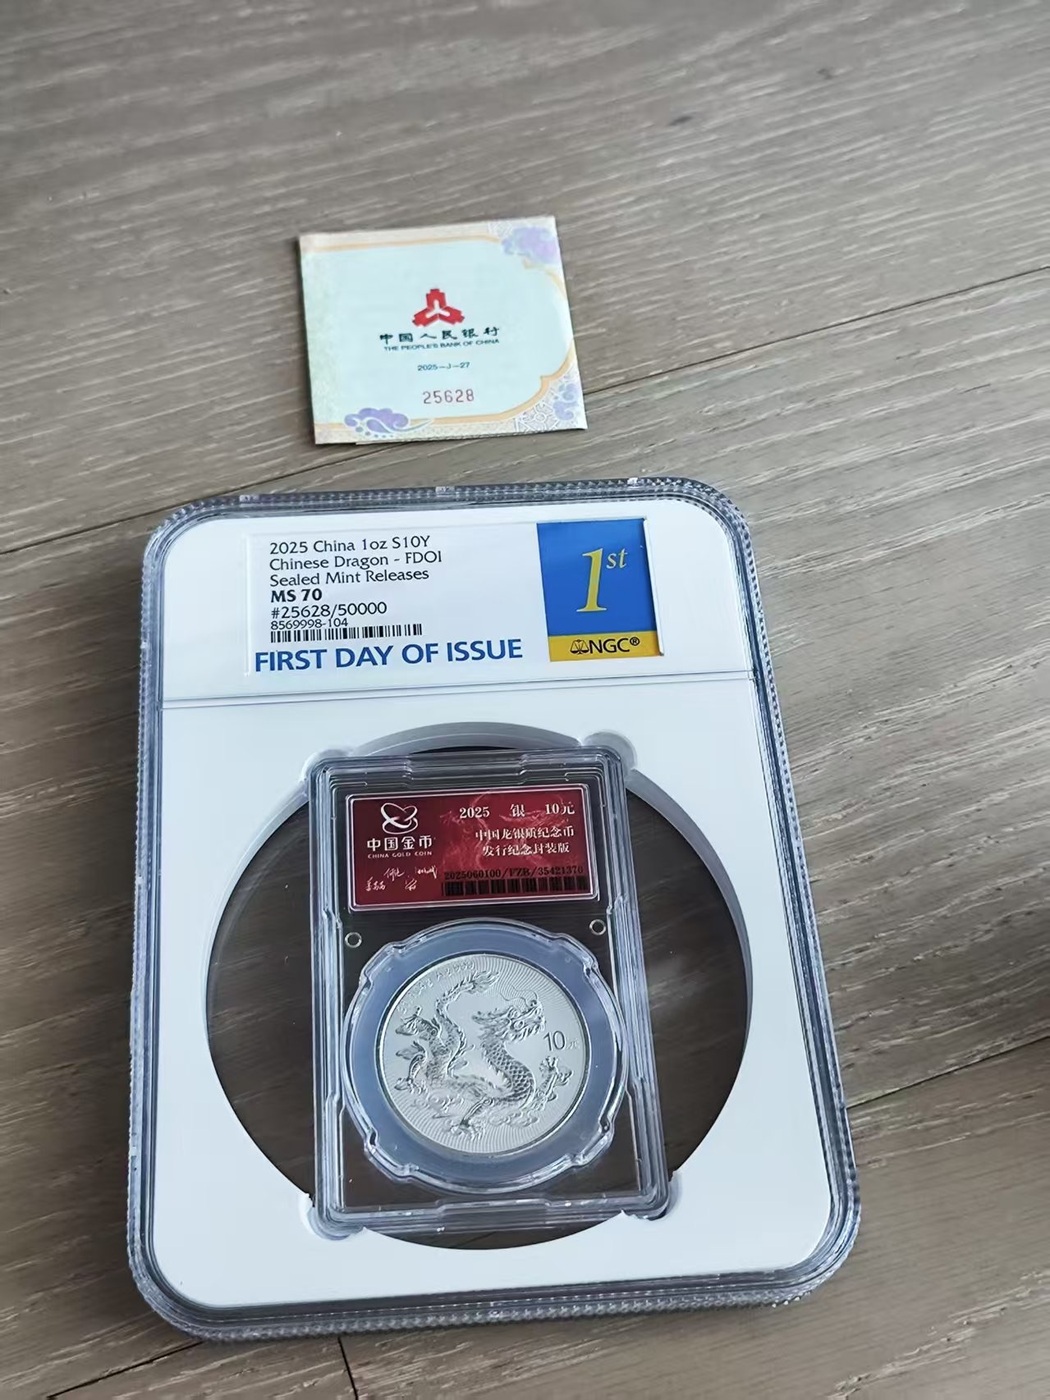 中国人民银行
THE PEOPLE'S BANK OF CHINA
2025-J-27
25628
2025 China 1oz S10Y
Chinese Dragon - FDOI
Sealed Mint Releases
MS 70
#25628/50000
8569998-104
FIRST DAY OF ISSUE
1st
NGC®
中国金币
CHINA GOLD COIN
2025 银 10元
中国龙银质纪念币
发行纪念封装版
2025060100/FZB/35421370
10元